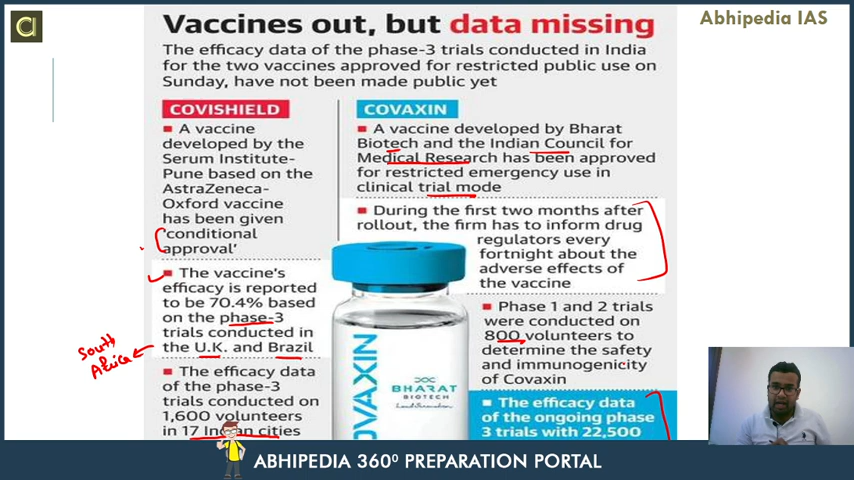 Abhipedia IAS
Vaccines out, but data missing
The efficacy data of the phase-3 trials conducted in India
for the two vaccines approved for restricted public use on
Sunday, have not been made public yet
COVISHIELD
A vaccine
developed by the
Serum Institute-
Pune based on the
AstraZeneca-
Oxford vaccine
has been given
‘conditional
approval’
The vaccine's
efficacy is reported
to be 70.4% based
on the phase-3
trials conducted in
the U.K. and Brazil
South
Africa
The efficacy data
of the phase-3
trials conducted on
1,600 volunteers
in 17 Indian cities
COVAXIN
A vaccine developed by Bharat
Biotech and the Indian Council for
Medical Research has been approved
for restricted emergency use in
clinical trial mode
During the first two months after
rollout, the firm has to inform drug
regulators every
fortnight about the
adverse effects of
the vaccine
Phase 1 and 2 trials
were conducted on
800 volunteers to
determine the safety
and immunogenicity
of Covaxin
The efficacy data
of the ongoing phase
3 trials with 22,500
OVAXIN
BHARAT
BIOTECH
Lead Innovation
ABHIPEDIA 360⁰ PREPARATION PORTAL